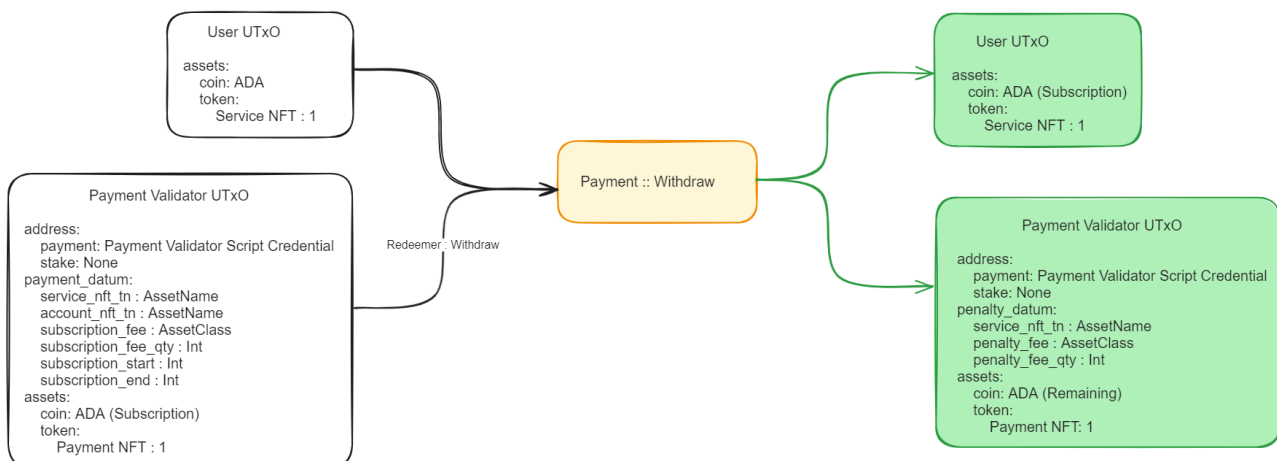 User UTxO
assets:
coin: ADA
token:
Service NFT : 1
Payment Validator UTxO
address:
payment: Payment Validator Script Credential
stake: None
payment_datum:
service_nft_tn : AssetName
account_nft_tn : AssetName
subscription_fee : AssetClass
subscription_fee_qty : Int
subscription_start : Int
subscription_end : Int
assets:
coin: ADA (Subscription)
token:
Payment NFT : 1
Redeemer : Withdraw
Payment :: Withdraw
User UTxO
assets:
coin: ADA (Subscription)
token:
Service NFT : 1
Payment Validator UTxO
address:
payment: Payment Validator Script Credential
stake: None
penalty_datum:
service_nft_tn : AssetName
penalty_fee : AssetClass
penalty_fee_qty : Int
assets:
coin: ADA (Remaining)
token:
Payment NFT: 1